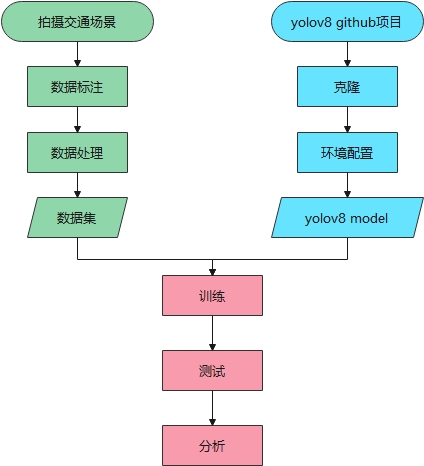 拍摄交通场景
yolov8 github项目
数据标注
克隆
数据处理
环境配置
数据集
yolov8 model
训练
测试
分析